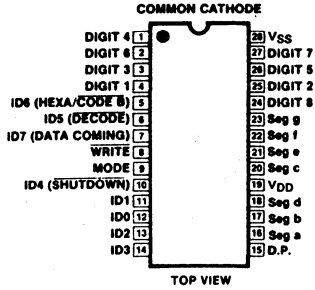 COMMON CATHODE
DIGIT 4 1 28 VSS
DIGIT 6 2 27 DIGIT 7
DIGIT 3 3 26 DIGIT 5
DIGIT 1 4 25 DIGIT 2
ID6 (HEXA/CODE B) 5 24 DIGIT 8
ID5 (DECODE) 6 23 Seg g
ID7 (DATA COMING) 7 22 Seg f
WRITE 8 21 Seg e
MODE 9 20 Seg c
ID4 (SHUTDOWN) 10 19 VDD
ID1 11 18 Seg d
ID0 12 17 Seg b
ID2 13 16 Seg a
ID3 14 15 D.P.
TOP VIEW